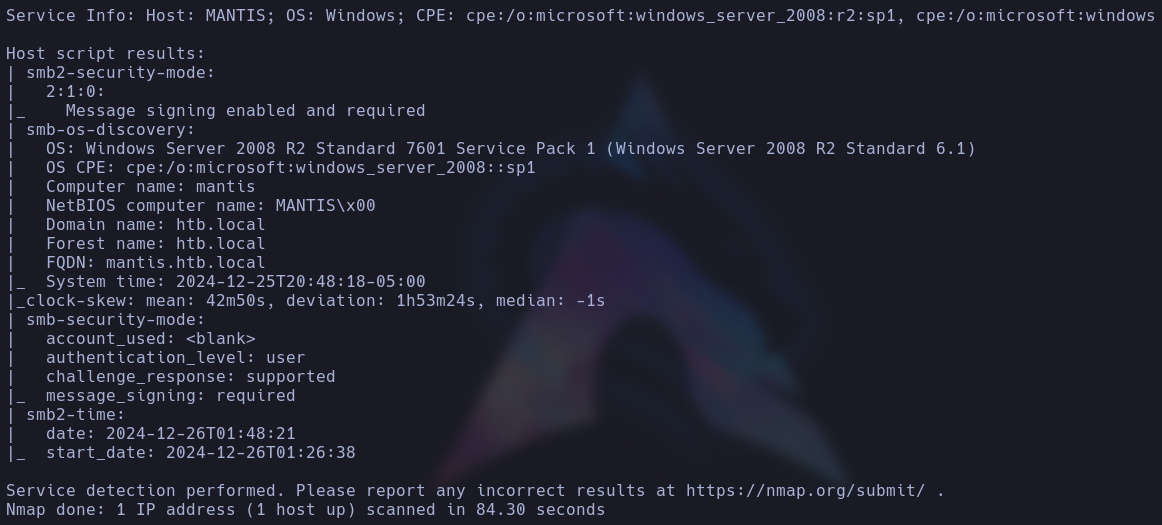 Service Info: Host: MANTIS; OS: Windows; CPE: cpe:/o:microsoft:windows_server_2008:r2:sp1, cpe:/o:microsoft:windows

Host script results:
| smb2-security-mode:
|   2:1:0:
|_    Message signing enabled and required
| smb-os-discovery:
|   OS: Windows Server 2008 R2 Standard 7601 Service Pack 1 (Windows Server 2008 R2 Standard 6.1)
|   OS CPE: cpe:/o:microsoft:windows_server_2008::sp1
|   Computer name: mantis
|   NetBIOS computer name: MANTIS\x00
|   Domain name: htb.local
|   Forest name: htb.local
|   FQDN: mantis.htb.local
|_  System time: 2024-12-25T20:48:18-05:00
|_clock-skew: mean: 42m50s, deviation: 1h53m24s, median: -1s
| smb-security-mode:
|   account_used: <blank>
|   authentication_level: user
|   challenge_response: supported
|_  message_signing: required
| smb2-time:
|   date: 2024-12-26T01:48:21
|_  start_date: 2024-12-26T01:26:38

Service detection performed. Please report any incorrect results at https://nmap.org/submit/ .
Nmap done: 1 IP address (1 host up) scanned in 84.30 seconds